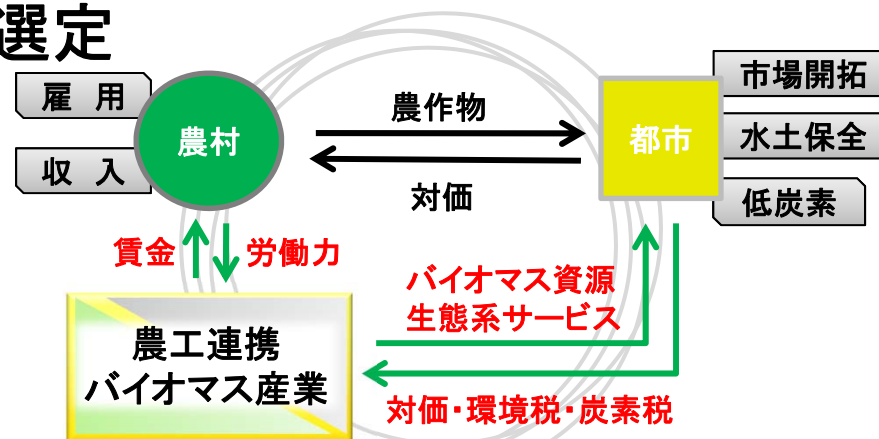 選定
雇 用
収 入
農村
農作物
対価
都市
市場開拓
水土保全
低炭素
賃金
労働力
バイオマス資源
生態系サービス
農工連携
バイオマス産業
対価・環境税・炭素税